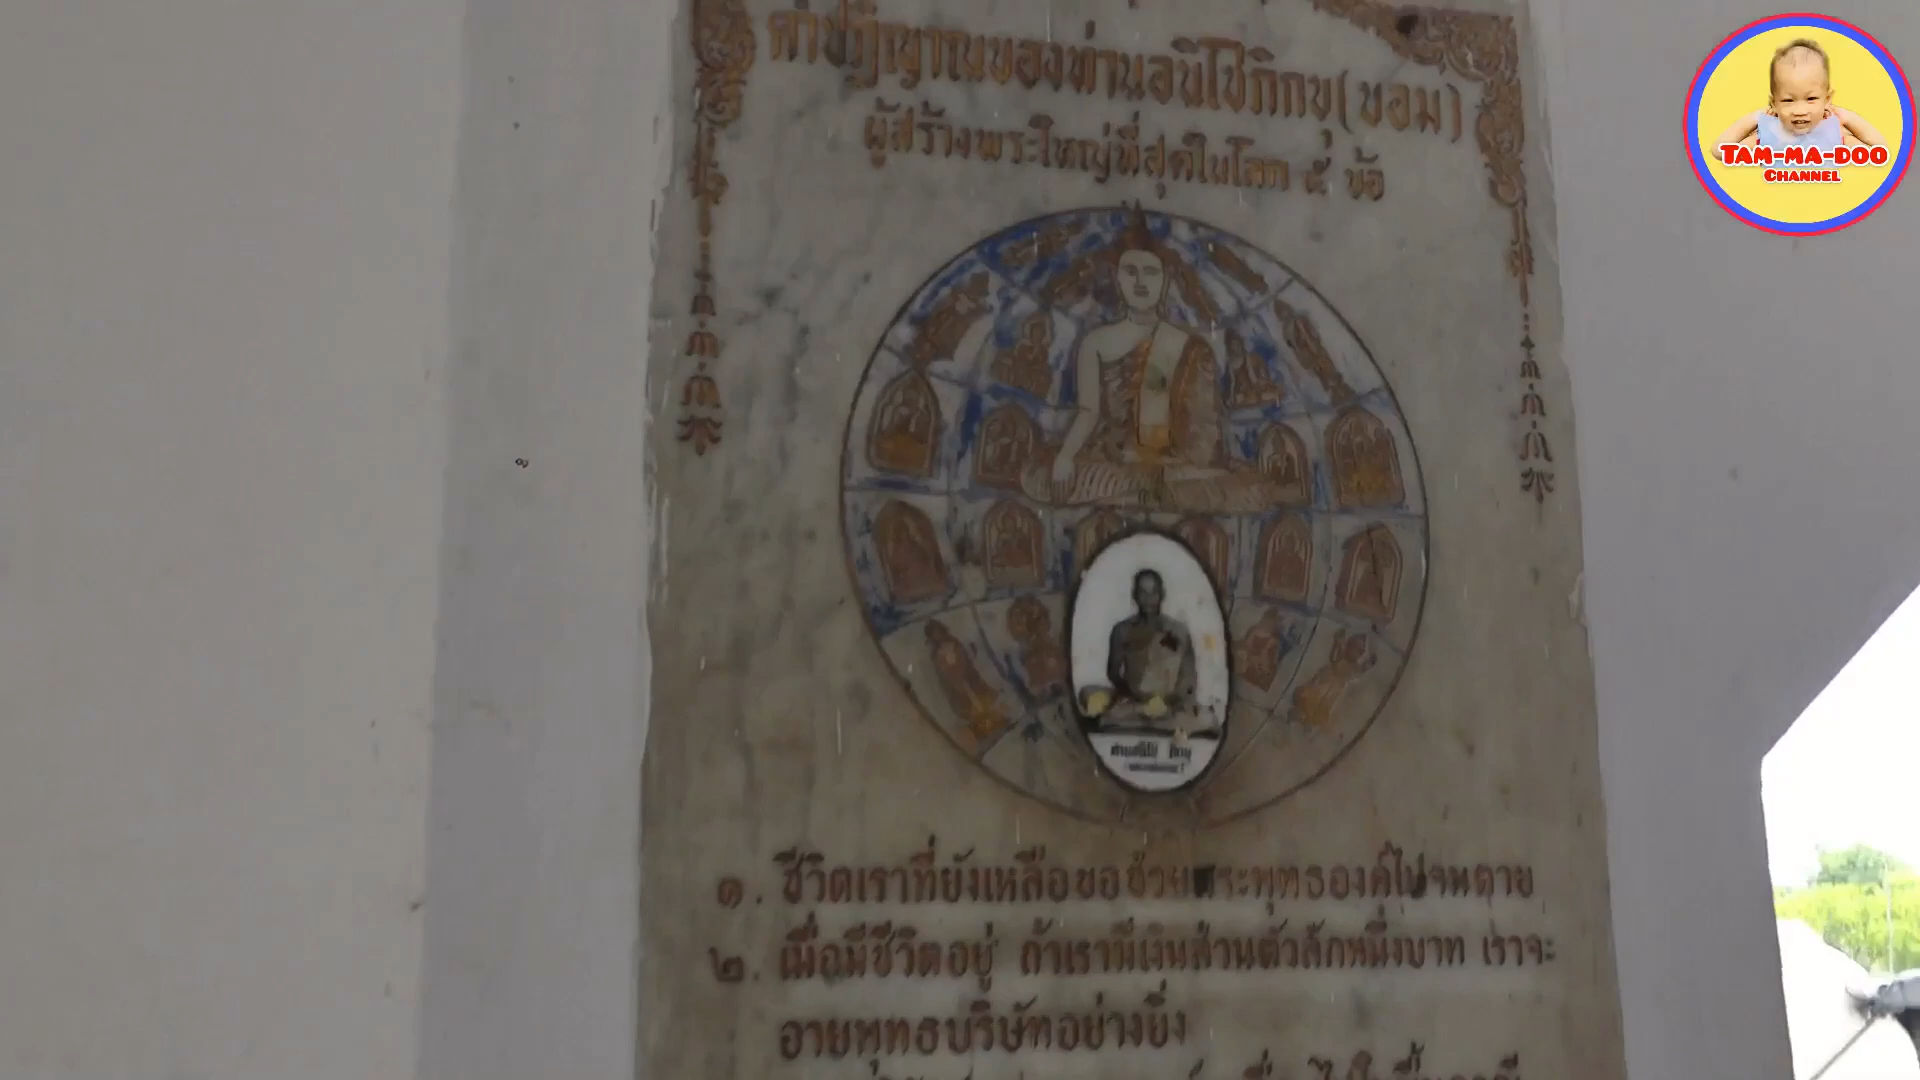 คำปฏิญาณของท่านอนิโฆภิกขุ(ขอม)
ผู้สร้างพระใหญ่ที่สุดในโลก ๕ ข้อ
TAM-MA-DOO
CHANNEL
ภิกขุ
๑. ชีวิตเราที่ยังเหลือขอช่วยพระพุทธองค์ไปจนตาย
๒. เมื่อมีชีวิตอยู่ ถ้าเรามีเงินส่วนตัวสักหนึ่งบาท เราจะ
อายพุทธบริษัทอย่างยิ่ง